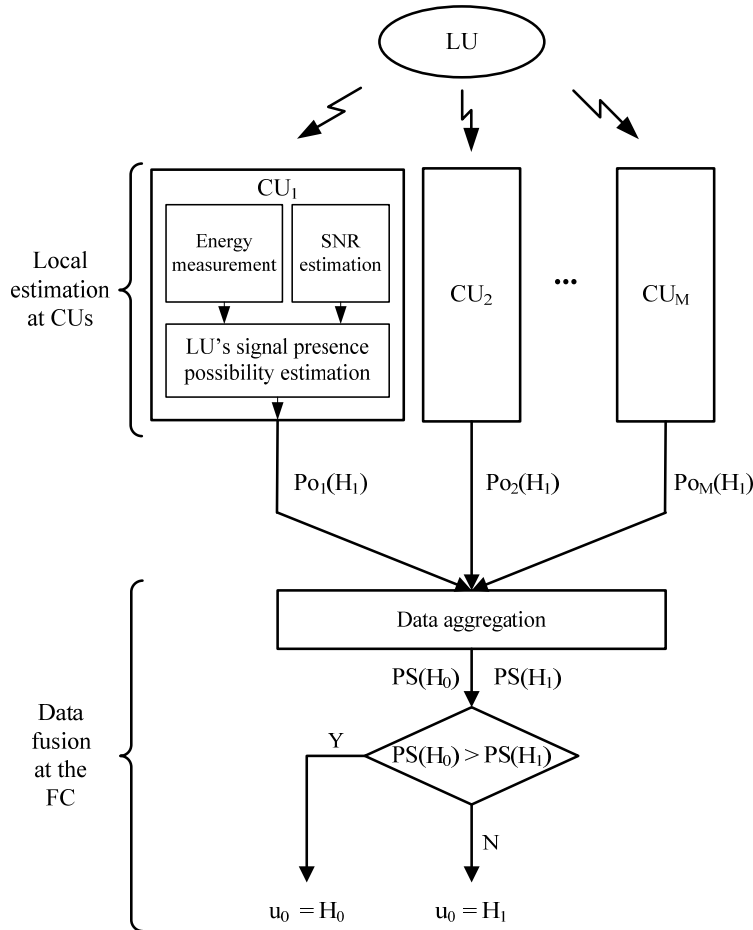 LU
Local
estimation
at CUs
CU₁
Energy
measurement
SNR
estimation
LU's signal presence
possibility estimation
CU₂
...
CU_M
Po₁(H₁)
Po₂(H₁)
Po_M(H₁)
Data
fusion
at the
FC
Data aggregation
PS(H₀) PS(H₁)
PS(H₀) > PS(H₁)
Y
N
u₀ = H₀
u₀ = H₁